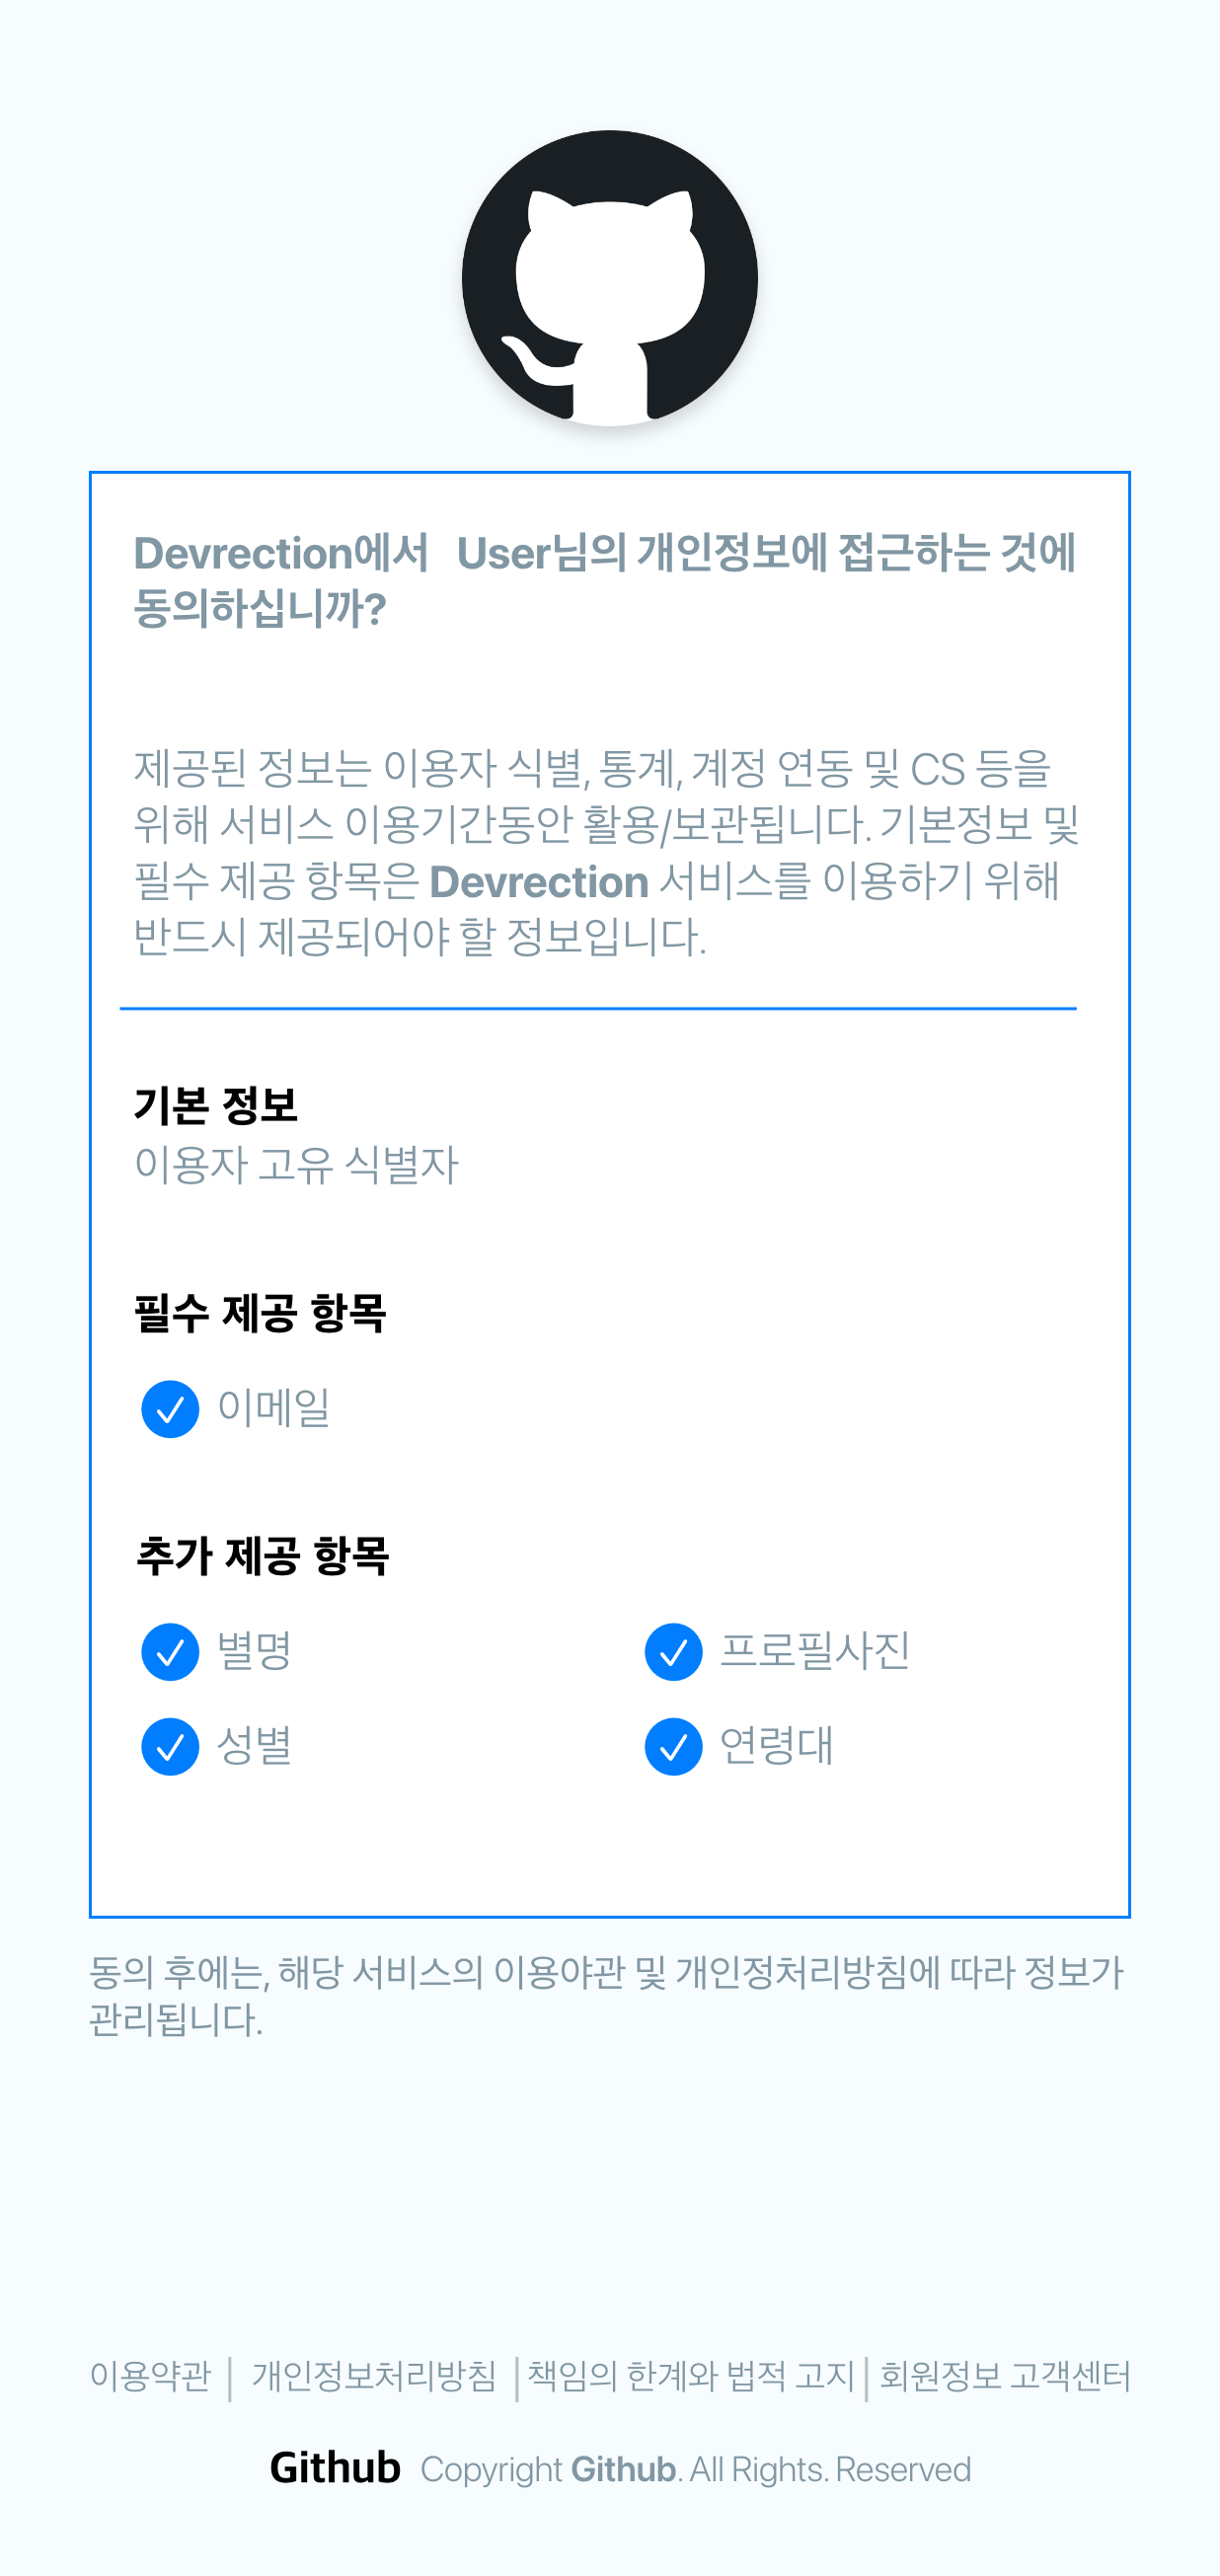 Devrection에서 User님의 개인정보에 접근하는 것에
동의하십니까?
제공된 정보는 이용자 식별, 통계, 계정 연동 및 CS 등을
위해 서비스 이용기간동안 활용/보관됩니다. 기본정보 및
필수 제공 항목은 Devrection 서비스를 이용하기 위해
반드시 제공되어야 할 정보입니다.
기본 정보
이용자 고유 식별자
필수 제공 항목
이메일
추가 제공 항목
별명 프로필사진
성별 연령대
동의 후에는, 해당 서비스의 이용야관 및 개인정처리방침에 따라 정보가
관리됩니다.
이용약관 | 개인정보처리방침 | 책임의 한계와 법적 고지 | 회원정보 고객센터
Github Copyright Github. All Rights. Reserved